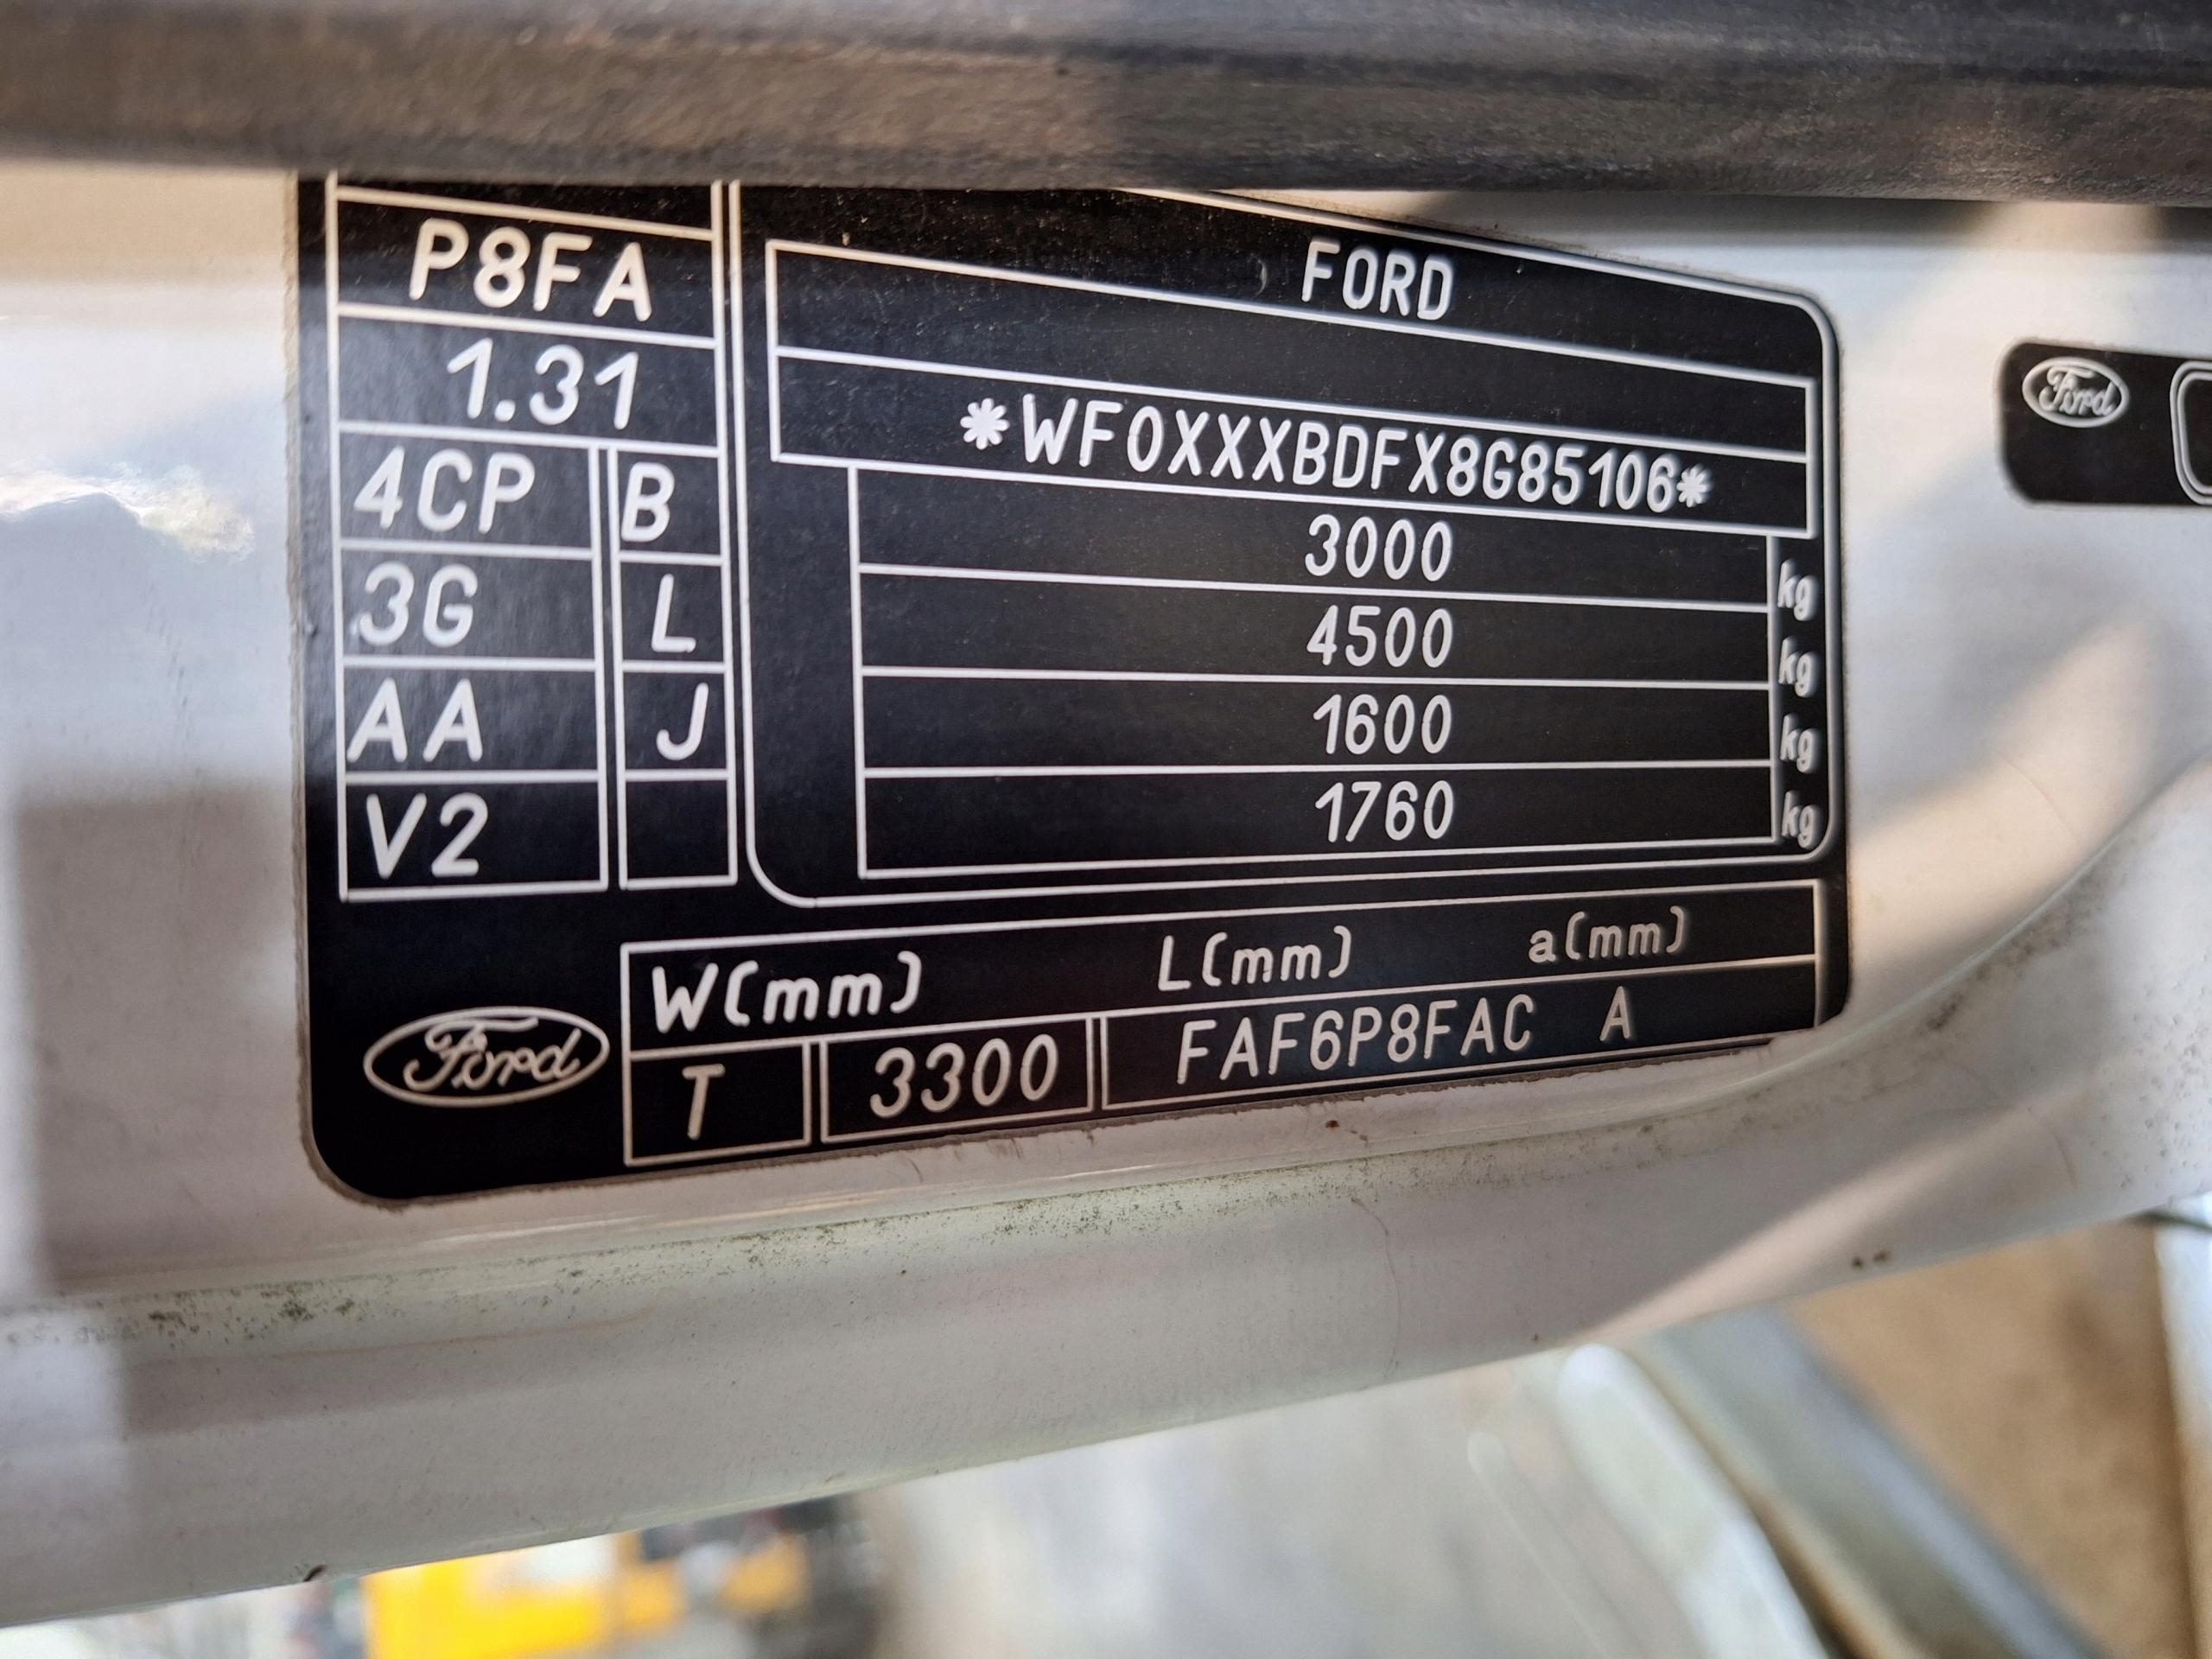 P8FA
1.31
4CP B
3G L
AA J
V2
FORD
*WF0XXXBDFX8G85106*
3000 kg
4500 kg
1600 kg
1760 kg
W(mm) L(mm) a(mm)
Ford T 3300 FAF6P8FAC A
Ford